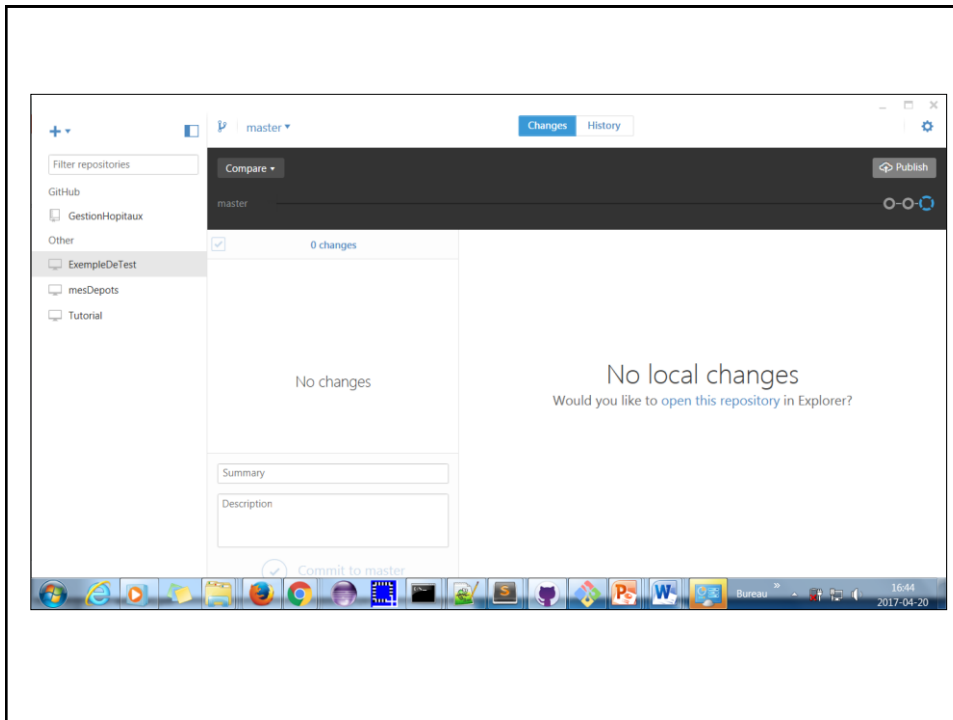 master
Changes
History
Filter repositories
GitHub
GestionHopitaux
Other
ExempleDeTest
mesDepots
Tutorial
Compare
Publish
master
0 changes
No changes
Summary
Description
Commit to master
No local changes
Would you like to open this repository in Explorer?
Bureau
16:44
2017-04-20